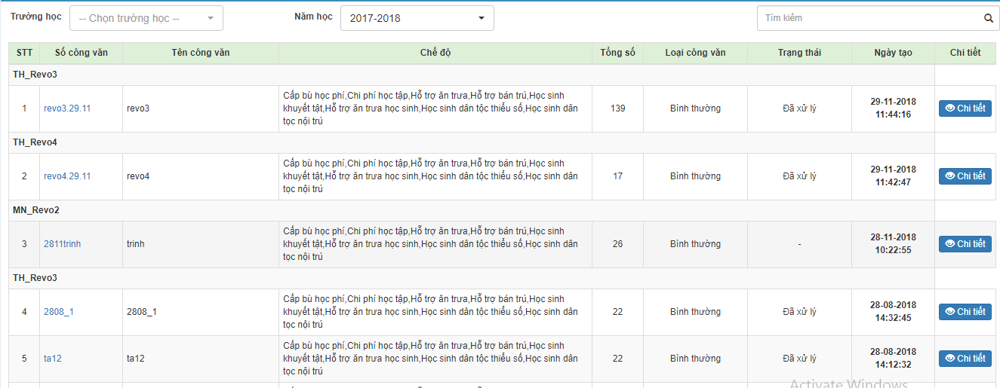 Trường học -- Chọn trường học -- Năm học 2017-2018 Tìm kiếm
STT Số công văn Tên công văn Chế độ Tổng số Loại công văn Trạng thái Ngày tạo Chi tiết
TH_Revo3
Cấp bù học phí,Chi phí học tập,Hỗ trợ ăn trưa,Hỗ trợ bán trú,Học sinh
1 revo3.29.11 revo3 khuyết tật,Hỗ trợ ăn trưa học sinh,Học sinh dân tộc thiểu số,Học sinh dân 139 Bình thường Đã xử lý 29-11-2018 Chi tiết
tọc nội trú 11:44:16
TH_Revo4
Cấp bù học phí,Chi phí học tập,Hỗ trợ ăn trưa,Hỗ trợ bán trú,Học sinh
2 revo4.29.11 revo4 khuyết tật,Hỗ trợ ăn trưa học sinh,Học sinh dân tộc thiểu số,Học sinh dân 17 Bình thường Đã xử lý 29-11-2018 Chi tiết
tọc nội trú 11:42:47
MN_Revo2
Cấp bù học phí,Chi phí học tập,Hỗ trợ ăn trưa,Hỗ trợ bán trú,Học sinh
3 2811trinh trinh khuyết tật,Hỗ trợ ăn trưa học sinh,Học sinh dân tộc thiểu số,Học sinh dân 26 Bình thường - 28-11-2018 Chi tiết
tọc nội trú 10:22:55
TH_Revo3
Cấp bù học phí,Chi phí học tập,Hỗ trợ ăn trưa,Hỗ trợ bán trú,Học sinh
4 2808_1 2808_1 khuyết tật,Hỗ trợ ăn trưa học sinh,Học sinh dân tộc thiểu số,Học sinh dân 22 Bình thường Đã xử lý 28-08-2018 Chi tiết
tọc nội trú 14:32:45
Cấp bù học phí,Chi phí học tập,Hỗ trợ ăn trưa,Hỗ trợ bán trú,Học sinh
5 ta12 ta12 khuyết tật,Hỗ trợ ăn trưa học sinh,Học sinh dân tộc thiểu số,Học sinh dân 22 Bình thường Đã xử lý 28-08-2018 Chi tiết
tọc nội trú 14:12:32
Activate Windows